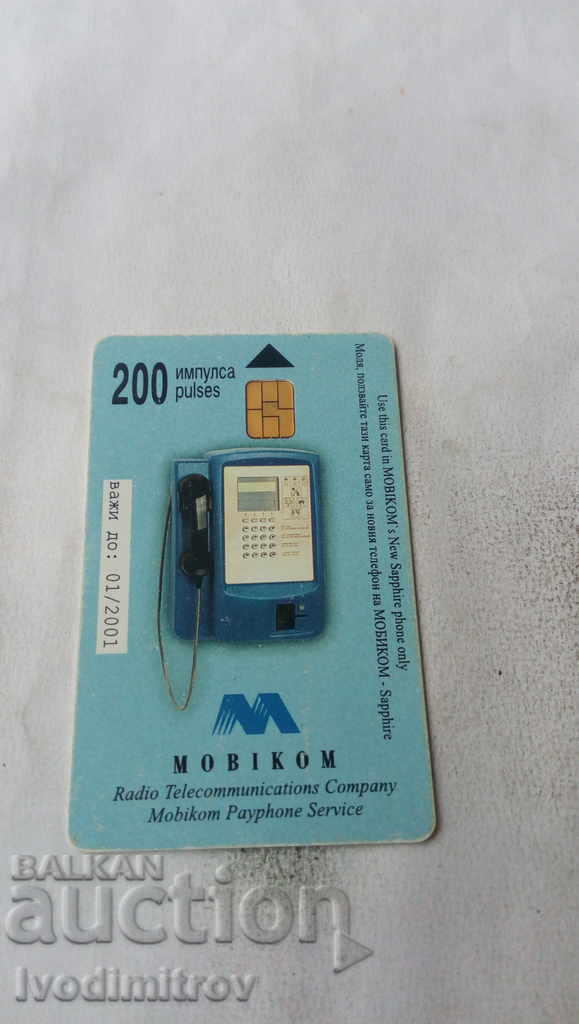 200 импулса
pulses
Use this card in MOBIKOM`s New Sapphire phone only
Моля, ползвайте тази карта само за новия телефон на МОБИКОМ - Sapphire
важи до: 01/2001
MOBIKOM
Radio Telecommunications Company
Mobikom Payphone Service
BALKAN
auction
Ivodimitrov